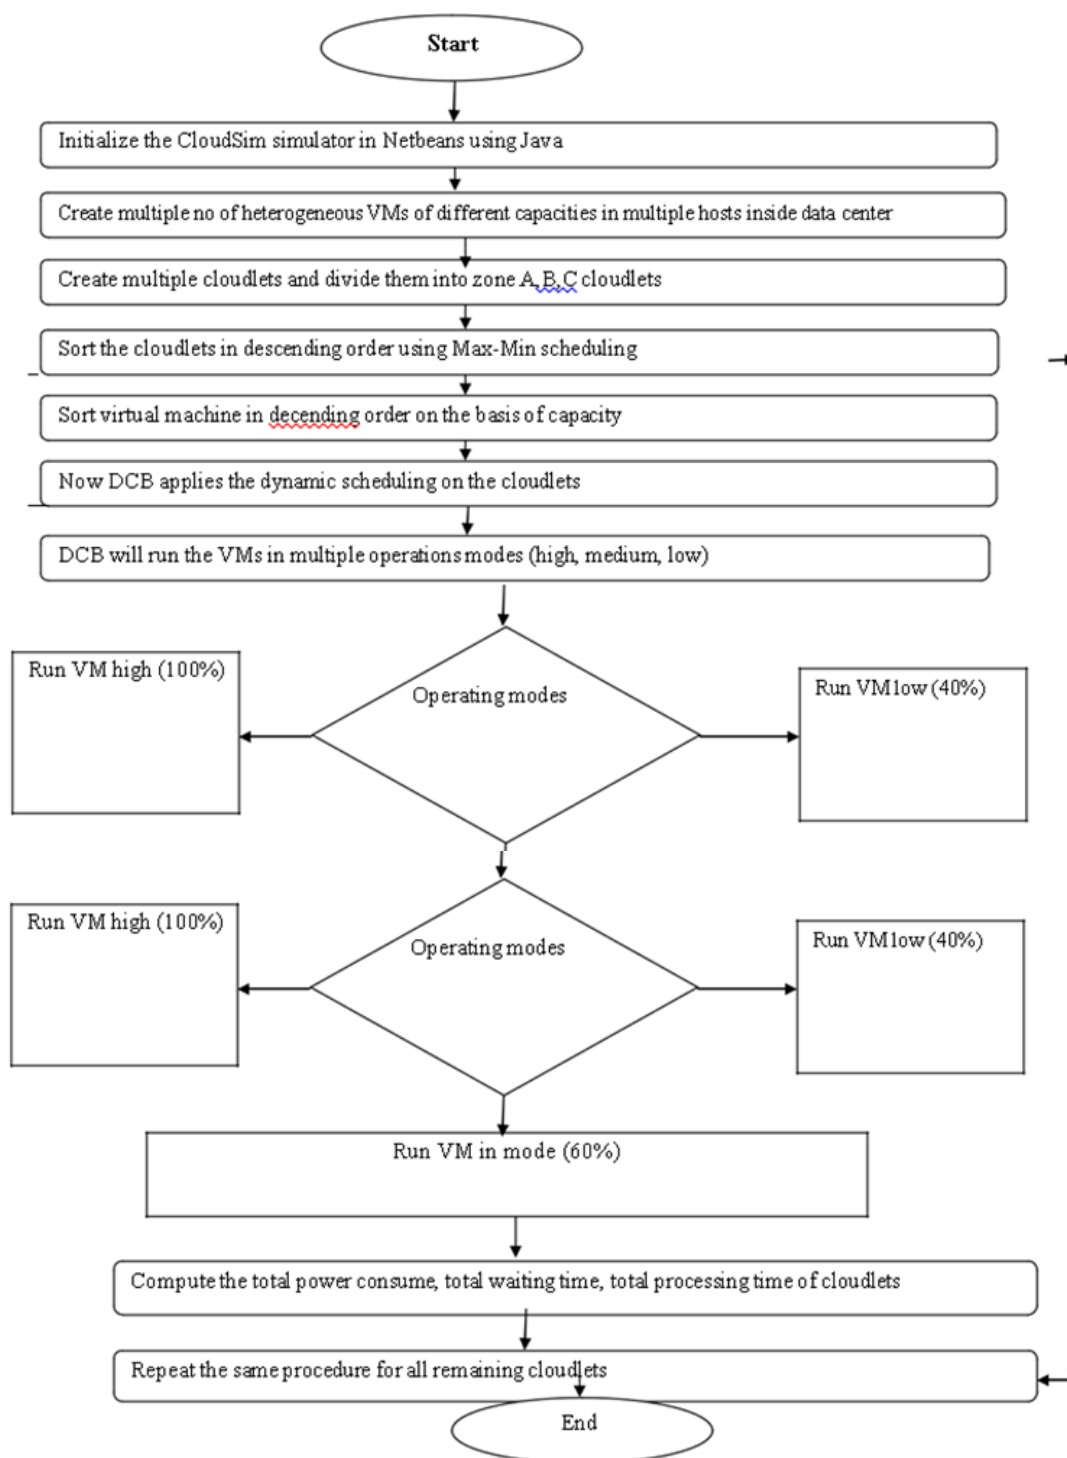 Start
Initialize the CloudSim simulator in Netbeans using Java
Create multiple no of heterogeneous VMs of different capacities in multiple hosts inside data center
Create multiple cloudlets and divide them into zone A,B,C cloudlets
Sort the cloudlets in descending order using Max-Min scheduling
Sort virtual machine in decending order on the basis of capacity
Now DCB applies the dynamic scheduling on the cloudlets
DCB will run the VMs in multiple operations modes (high, medium, low)
Run VM high (100%)
Operating modes
Run VM low (40%)
Run VM high (100%)
Operating modes
Run VM low (40%)
Run VM in mode (60%)
Compute the total power consume, total waiting time, total processing time of cloudlets
Repeat the same procedure for all remaining cloudlets
End